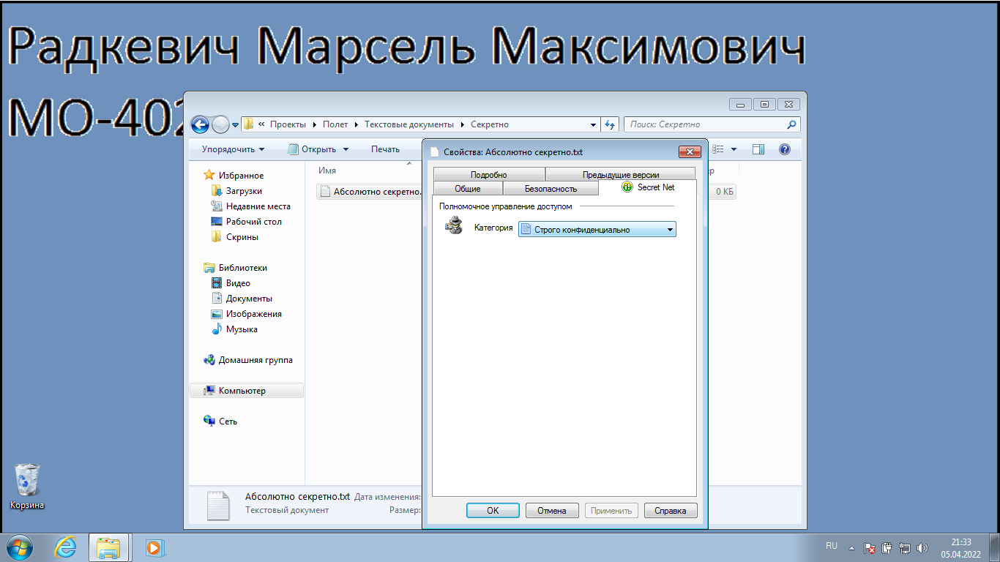 Радкевич Марсель Максимович
МО-402
« Проекты ▸ Полет ▸ Текстовые документы ▸ Секретно
Поиск: Секретно
Упорядочить Открыть Печать
Свойства: Абсолютно секретно.txt
Имя
Подробно Предыдущие версии
Общие Безопасность Secret Net
Избранное
Загрузки
Недавние места
Рабочий стол
Скрины
Библиотеки
Видео
Документы
Изображения
Музыка
Домашняя группа
Компьютер
Сеть
Абсолютно секретно.
0 КБ
Полномочное управление доступом
Категория Строго конфиденциально
Абсолютно секретно.txt Дата изменения:
Текстовый документ Размер:
OK Отмена Применить Справка
Корзина
RU
21:33
05.04.2022